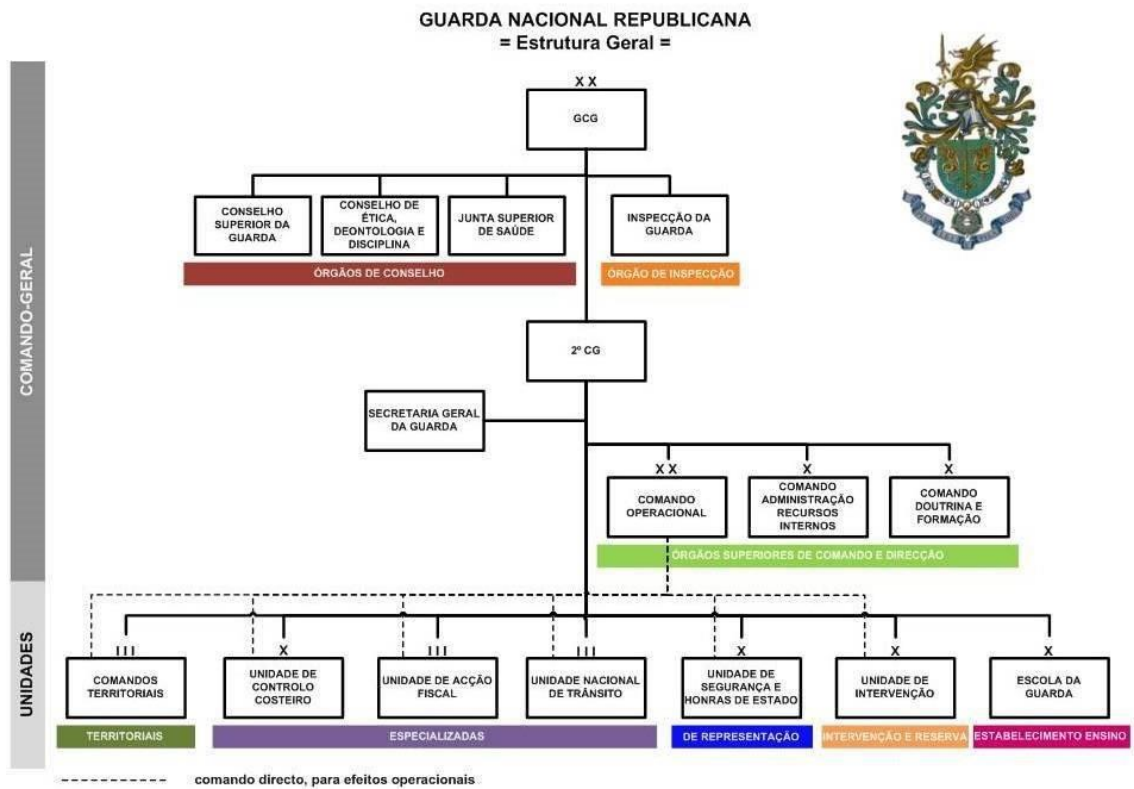 GUARDA NACIONAL REPUBLICANA
= Estrutura Geral =
COMANDO-GERAL
X X
GCG
CONSELHO
SUPERIOR DA
GUARDA
CONSELHO DE
ÉTICA,
DEONTOLOGIA E
DISCIPLINA
JUNTA SUPERIOR
DE SAÚDE
INSPECÇÃO DA
GUARDA
ÓRGÃOS DE CONSELHO
ÓRGÃO DE INSPECÇÃO
2º CG
SECRETARIA GERAL
DA GUARDA
X X
COMANDO
OPERACIONAL
X
COMANDO
ADMINISTRAÇÃO
RECURSOS
INTERNOS
X
COMANDO
DOUTRINA E
FORMAÇÃO
ÓRGÃOS SUPERIORES DE COMANDO E DIRECÇÃO
UNIDADES
III
COMANDOS
TERRITORIAIS
X
UNIDADE DE
CONTROLO
COSTEIRO
III
UNIDADE DE ACÇÃO
FISCAL
III
UNIDADE NACIONAL
DE TRÂNSITO
X
UNIDADE DE
SEGURANÇA E
HONRAS DE ESTADO
X
UNIDADE DE
INTERVENÇÃO
X
ESCOLA DA
GUARDA
TERRITORIAIS
ESPECIALIZADAS
DE REPRESENTAÇÃO
INTERVENÇÃO E RESERVA
ESTABELECIMENTO ENSINO
comando directo, para efeitos operacionais